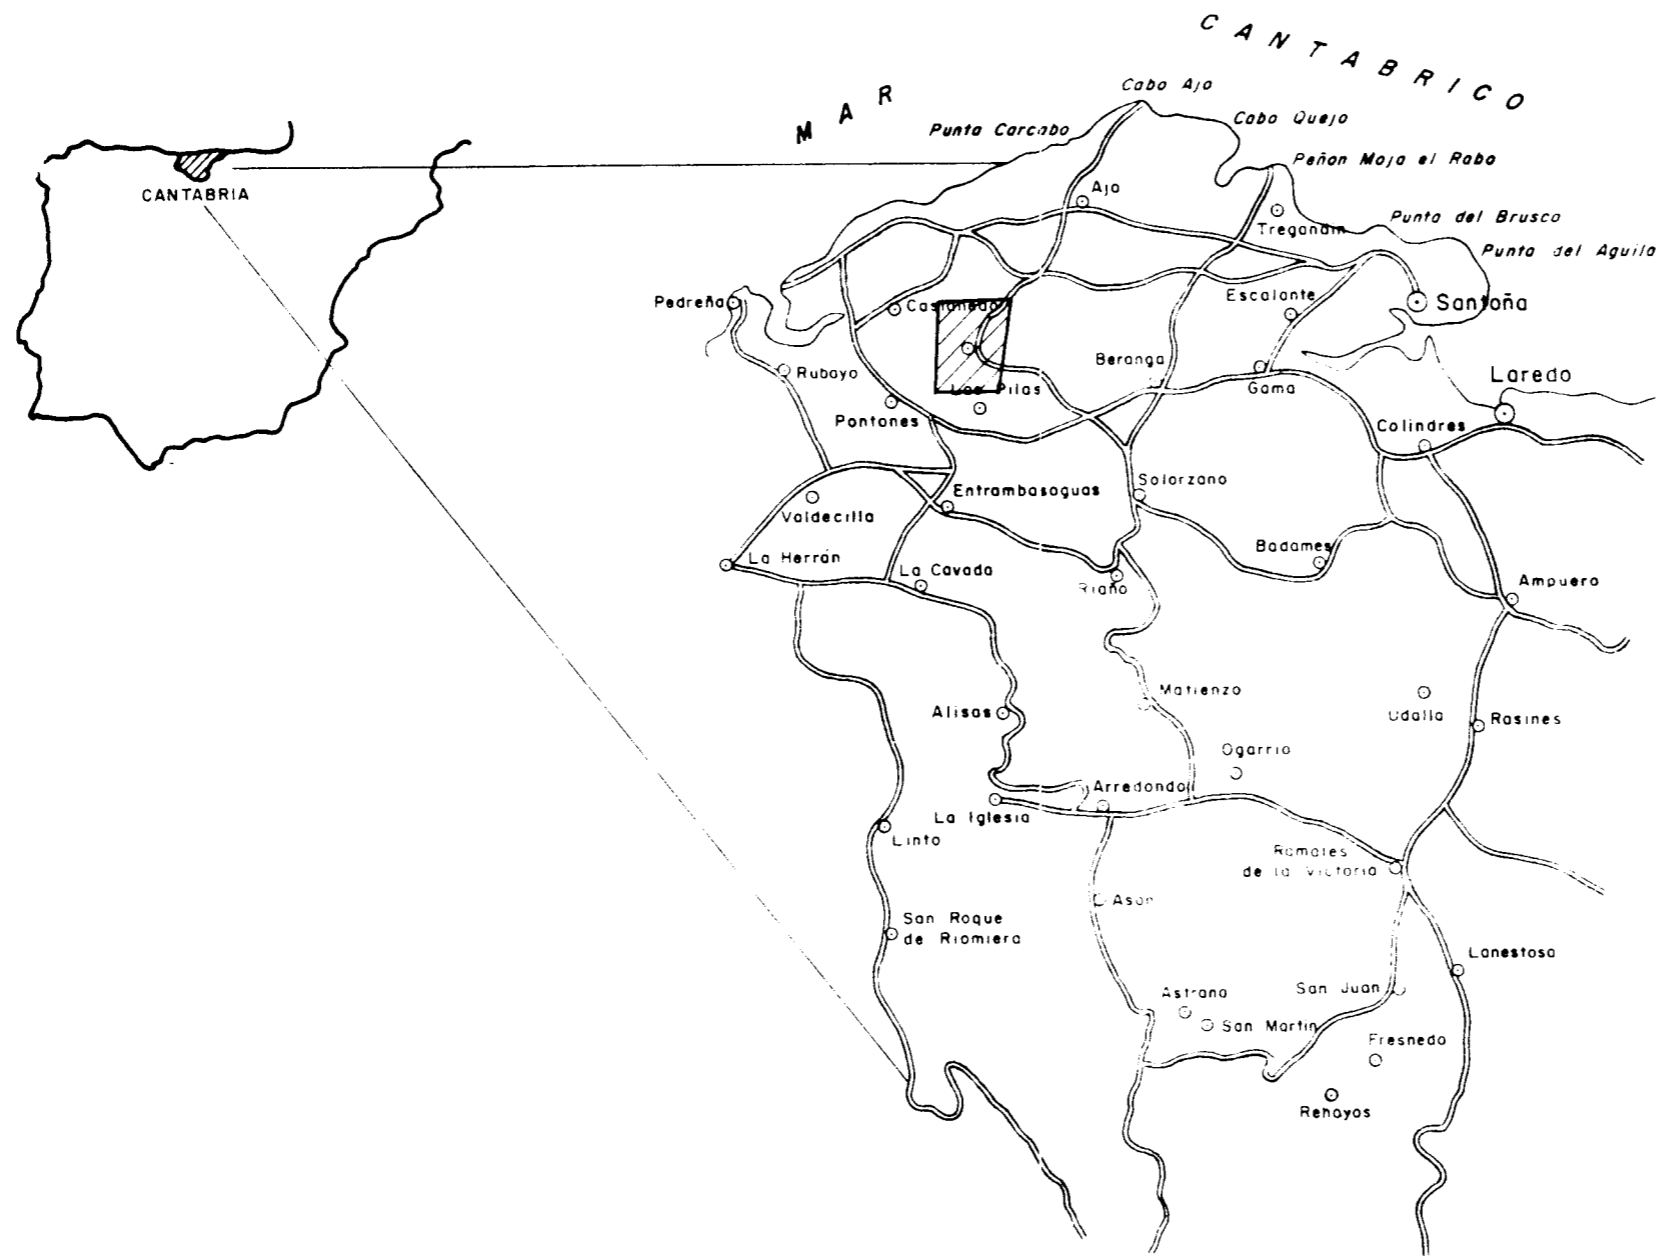 CANTABRICO
MAR
Cabo Ajo
Punta Carcabo
Cabo Quejo
Peñon Moja el Rabo
CANTABRIA
Ajo
Punta del Brusco
Tregandin
Punta del Aguila
Pedreña
Castanedo
Escalante
Santoña
Beranga
Rubayo
Los Pilas
Gama
Laredo
Pontones
Colindres
Solorzano
Entrambasaguas
Valdecilla
Badames
La Herrán
La Cavada
Riaño
Ampuero
Matienzo
Alisas
Udalla
Rasines
Ogarrio
Arredondo
La Iglesia
Linto
Ramales
de la Victoria
Ason
San Roque
de Riomiera
Lanestosa
Astrana
San Juan
San Martin
Fresnedo
Rehoyos